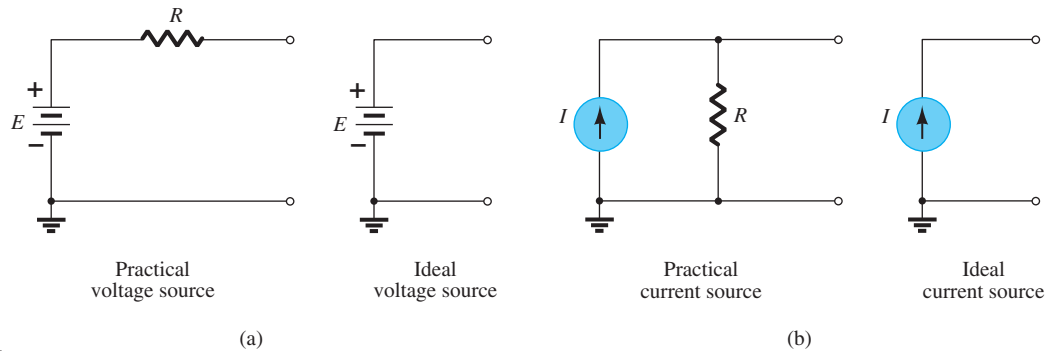 R
+
E
−
Practical
voltage source
+
E
−
Ideal
voltage source
(a)
I
R
Practical
current source
I
Ideal
current source
(b)